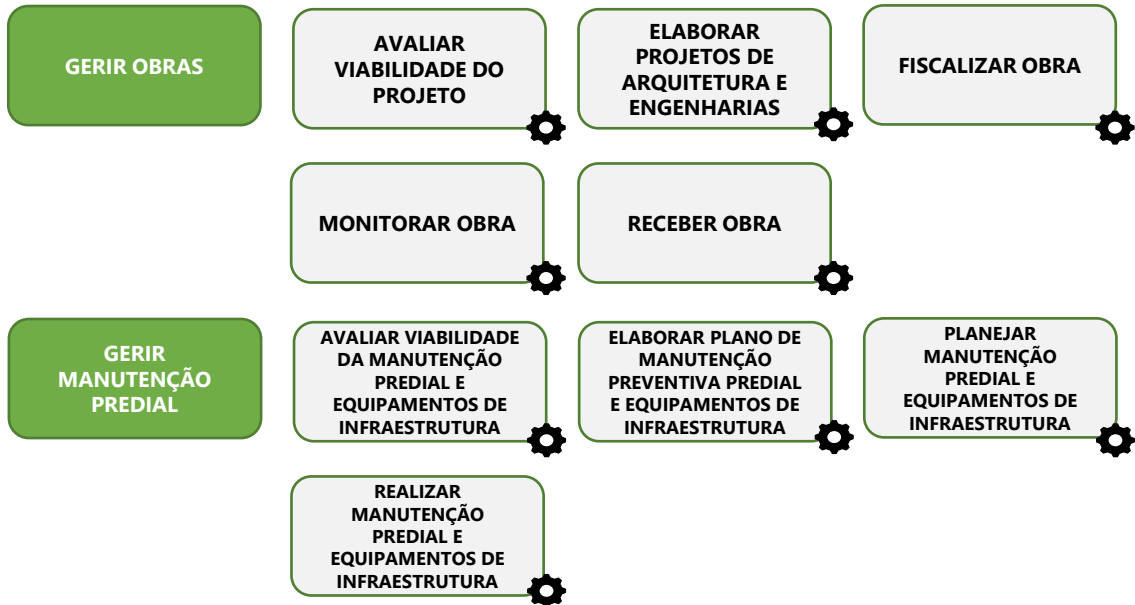 GERIR OBRAS
AVALIAR
VIABILIDADE DO
PROJETO
ELABORAR
PROJETOS DE
ARQUITETURA E
ENGENHARIAS
FISCALIZAR OBRA
MONITORAR OBRA
RECEBER OBRA
GERIR
MANUTENÇÃO
PREDIAL
AVALIAR VIABILIDADE
DA MANUTENÇÃO
PREDIAL E
EQUIPAMENTOS DE
INFRAESTRUTURA
ELABORAR PLANO DE
MANUTENÇÃO
PREVENTIVA PREDIAL
E EQUIPAMENTOS DE
INFRAESTRUTURA
PLANEJAR
MANUTENÇÃO
PREDIAL E
EQUIPAMENTOS DE
INFRAESTRUTURA
REALIZAR
MANUTENÇÃO
PREDIAL E
EQUIPAMENTOS DE
INFRAESTRUTURA